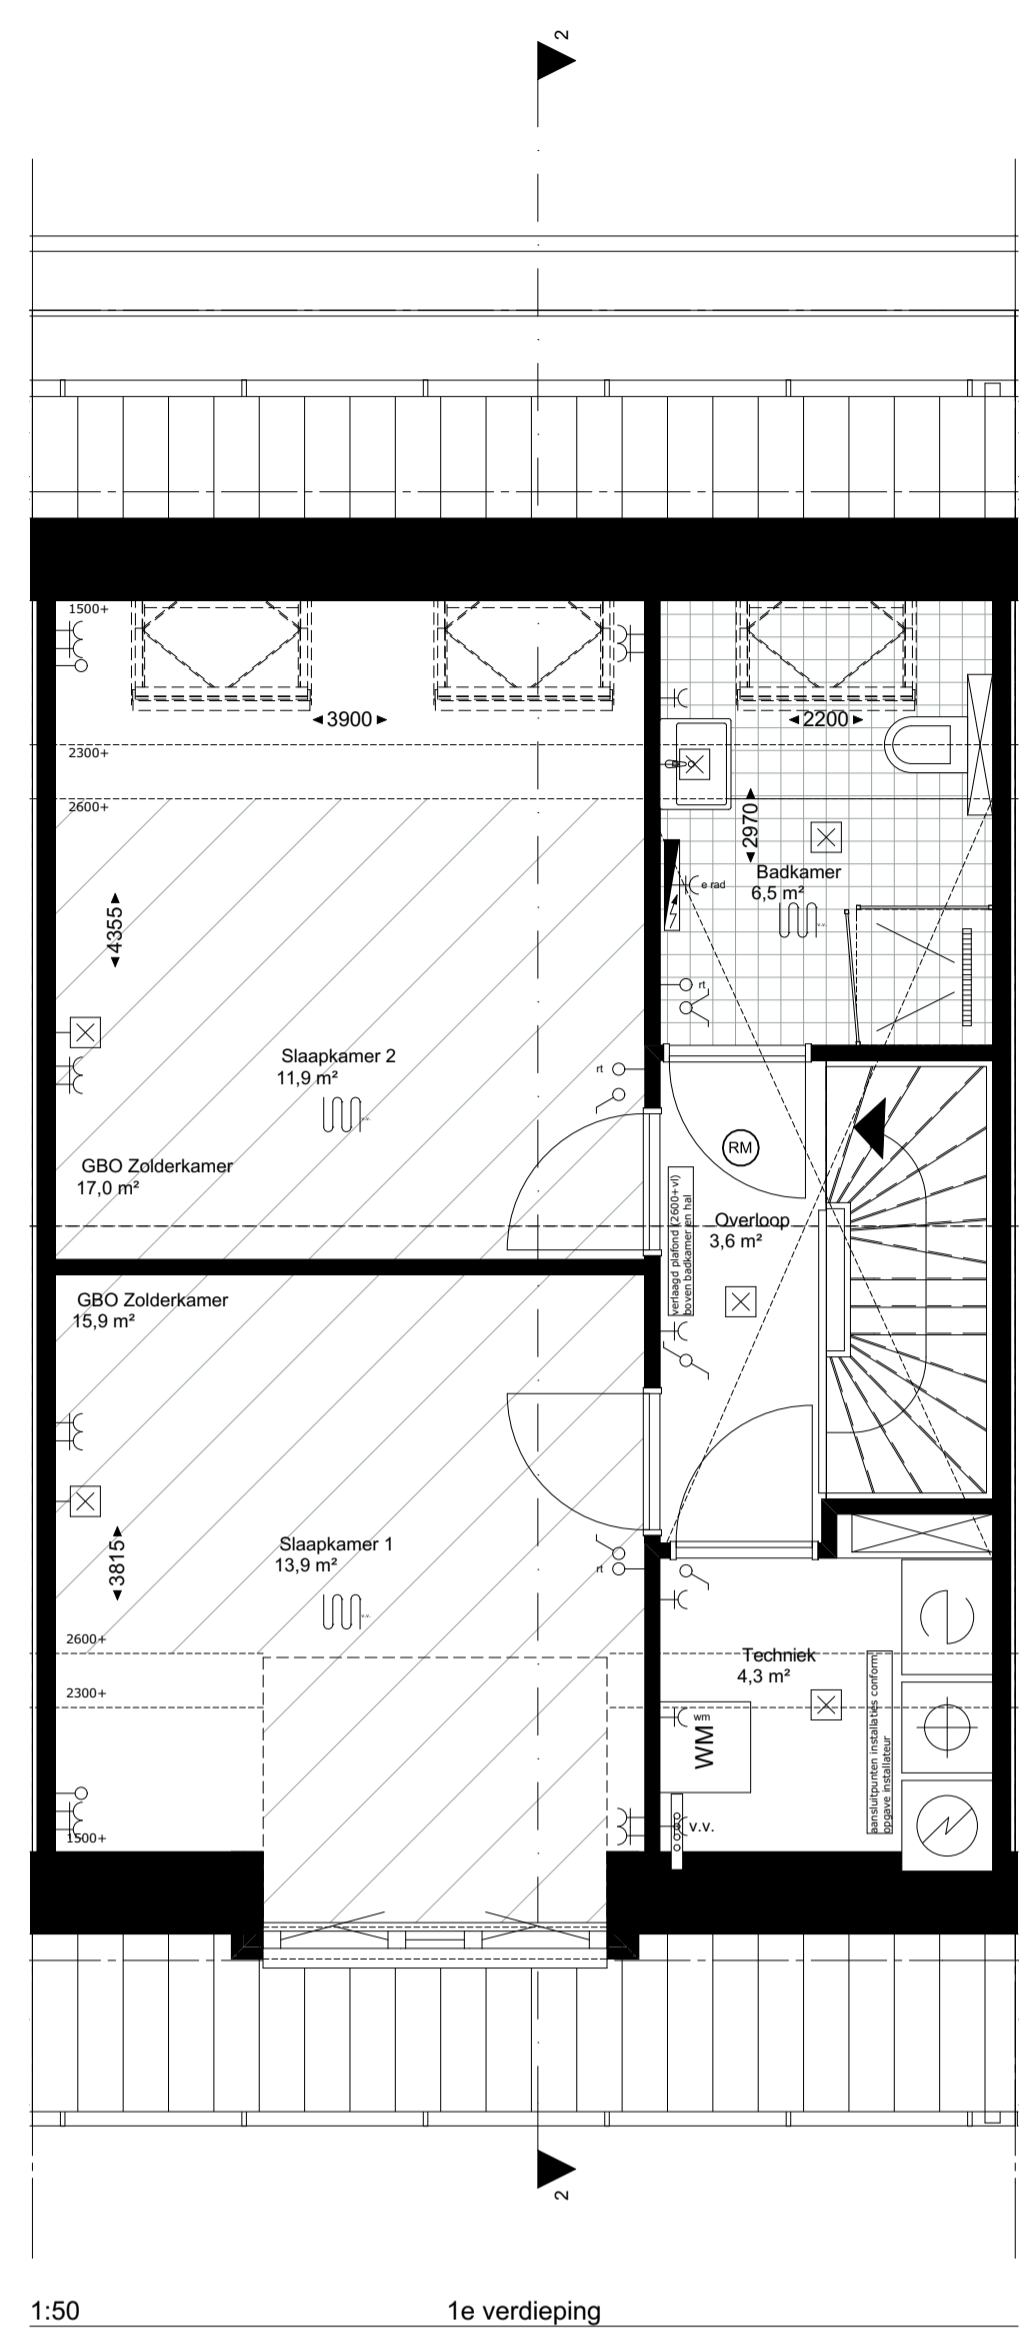 2
1500+
3900
2200
2300+
2600+
2970
Badkamer
6,5 m²
e rad
v.v.
4355
rt
Slaapkamer 2
11,9 m²
v.v.
rt
RM
GBO Zolderkamer
17,0 m²
verlaagd plafond (2600+vl)
boven badkamer en hal
Overloop
3,6 m²
GBO Zolderkamer
15,9 m²
3815
Slaapkamer 1
13,9 m²
v.v.
rt
2600+
2300+
Techniek
4,3 m²
wm
WM
aansluitpunten installaties conform
opgave installateur
1500+
v.v.
2
1:50
1e verdieping